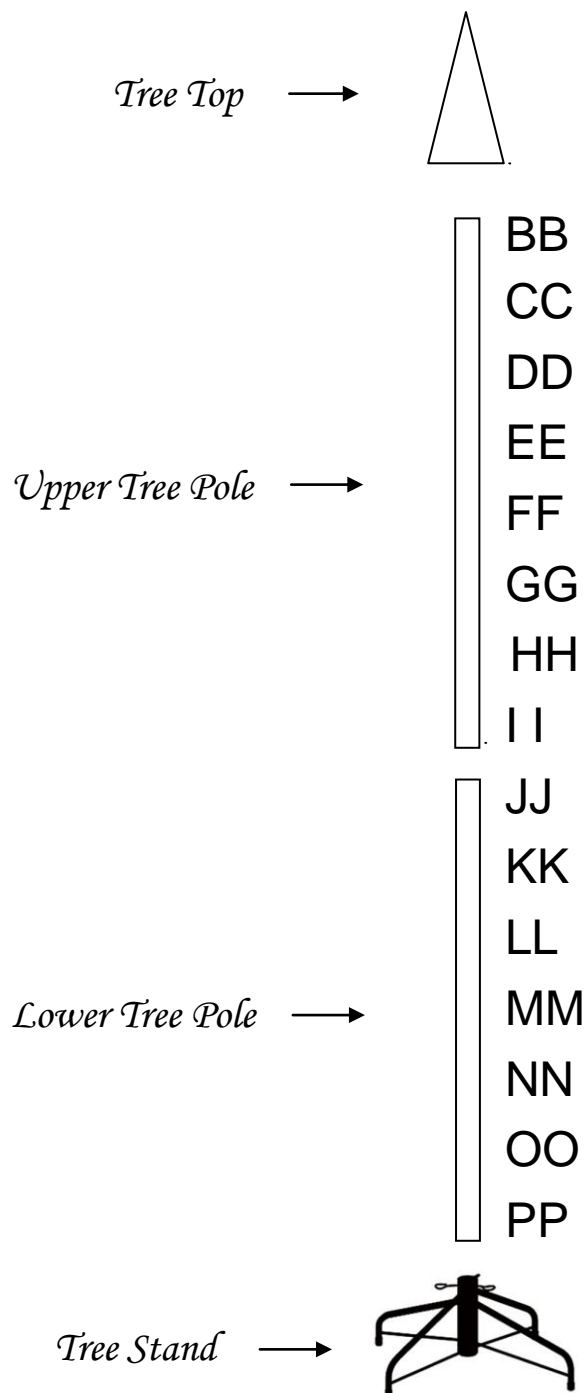 Tree Top
BB
CC
DD
EE
Upper Tree Pole
FF
GG
HH
I I
JJ
KK
LL
Lower Tree Pole
MM
NN
OO
PP
Tree Stand